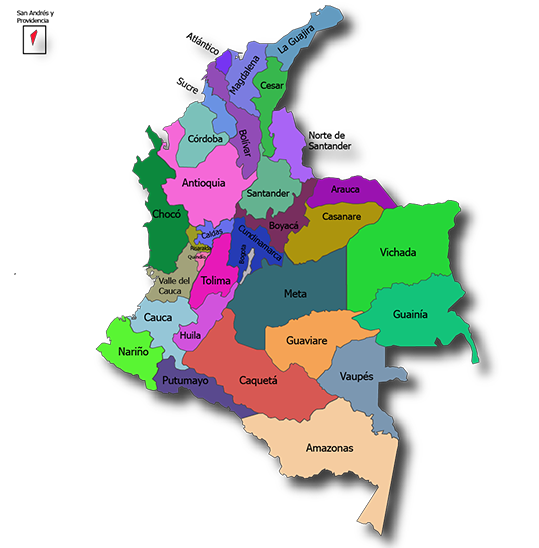 San Andrés y
Providencia
La Guajira
Atlántico
Magdalena
Cesar
Sucre
Bolívar
Córdoba
Norte de
Santander
Antioquia
Santander
Arauca
Chocó
Boyacá
Casanare
Caldas
Cundinamarca
Risaralda
Vichada
Quindío
Bogotá
Tolima
Valle del
Cauca
Meta
Cauca
Guainía
Huila
Guaviare
Nariño
Putumayo
Caquetá
Vaupés
Amazonas